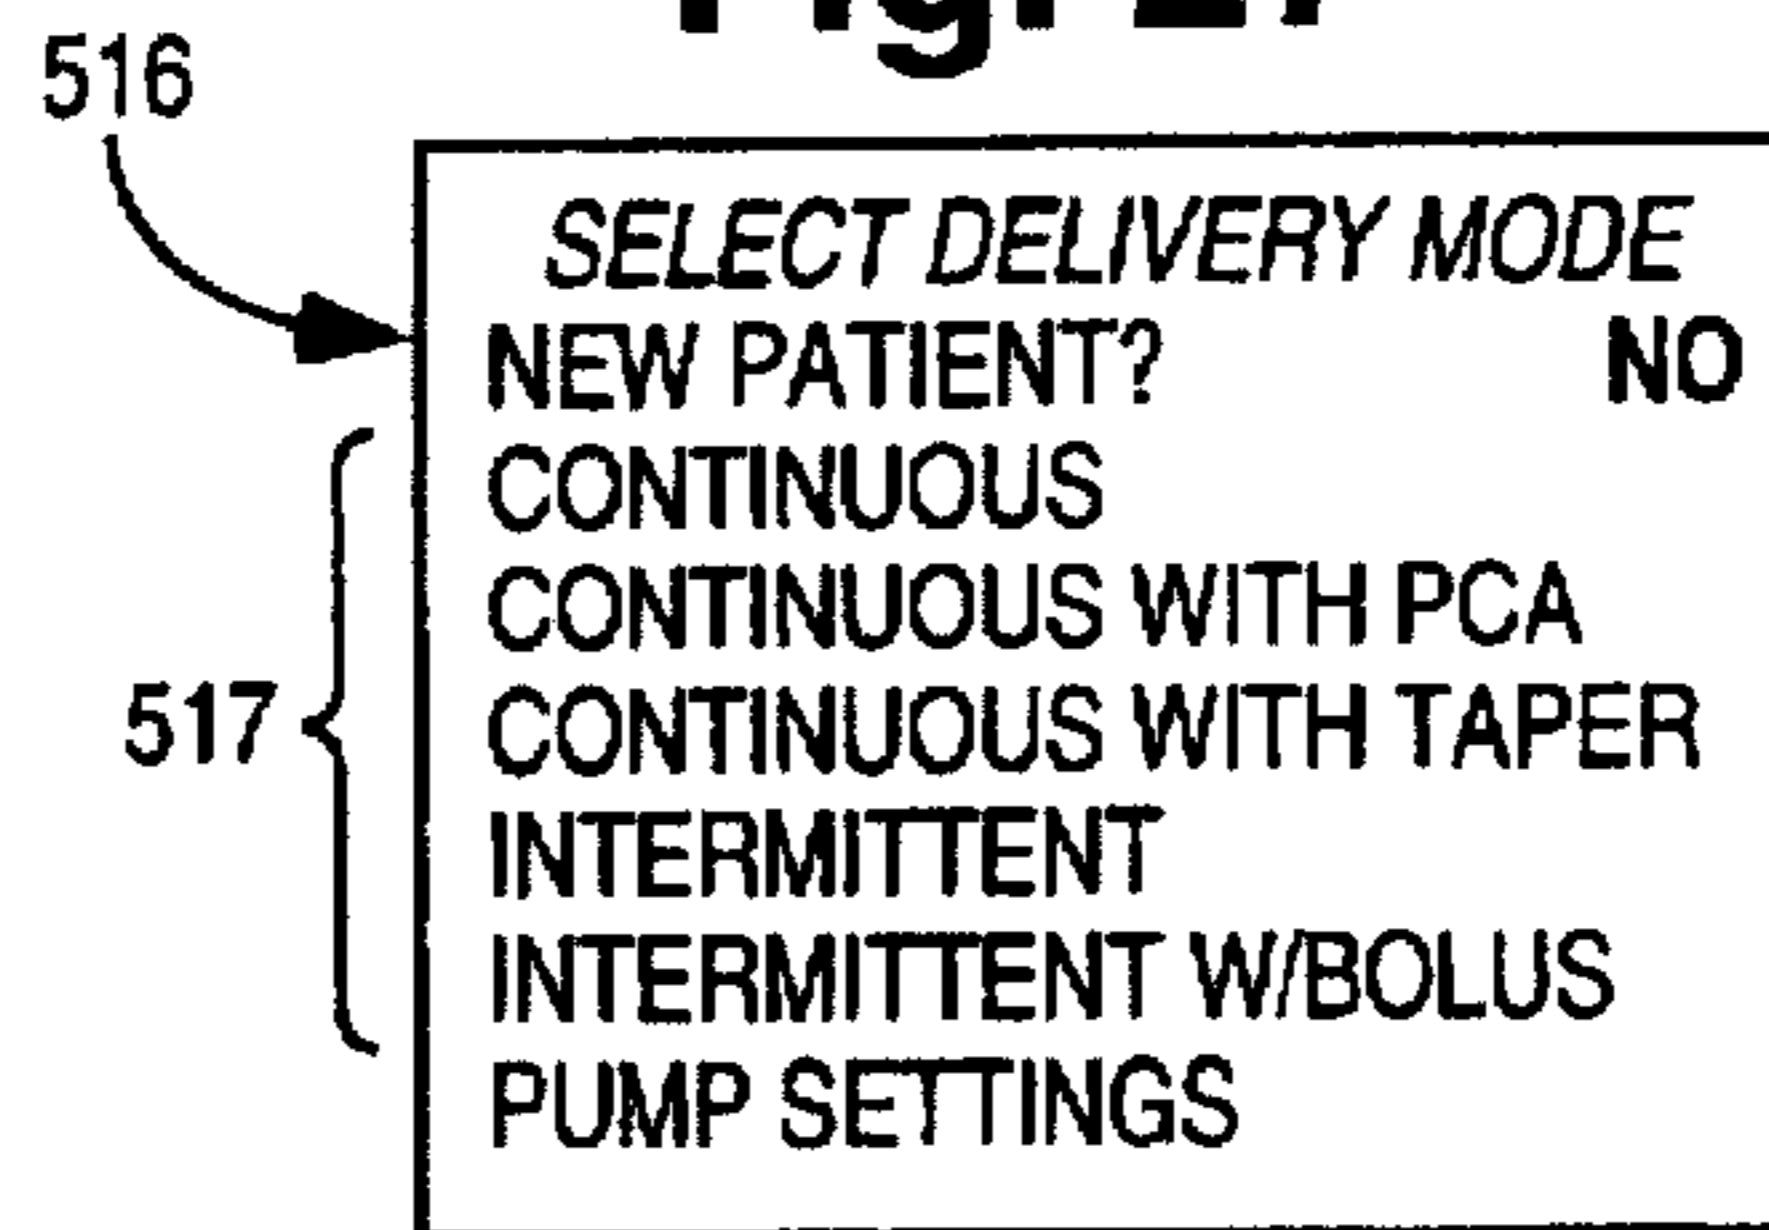 516
SELECT DELIVERY MODE
NEW PATIENT? NO
CONTINUOUS
CONTINUOUS WITH PCA
517 CONTINUOUS WITH TAPER
INTERMITTENT
INTERMITTENT W/BOLUS
PUMP SETTINGS